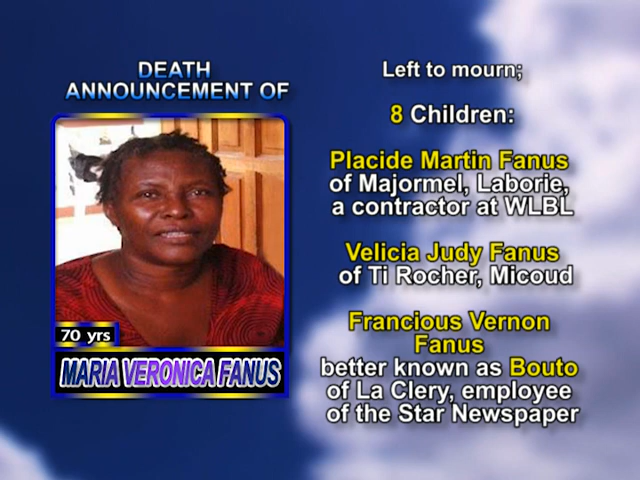 DEATH
ANNOUNCEMENT OF
70 yrs
MARIA VERONICA FANUS
Left to mourn;
8 Children:
Placide Martin Fanus
of Majormel, Laborie,
a contractor at WLBL
Velicia Judy Fanus
of Ti Rocher, Micoud
Francious Vernon
Fanus
better known as Bouto
of La Clery, employee
of the Star Newspaper